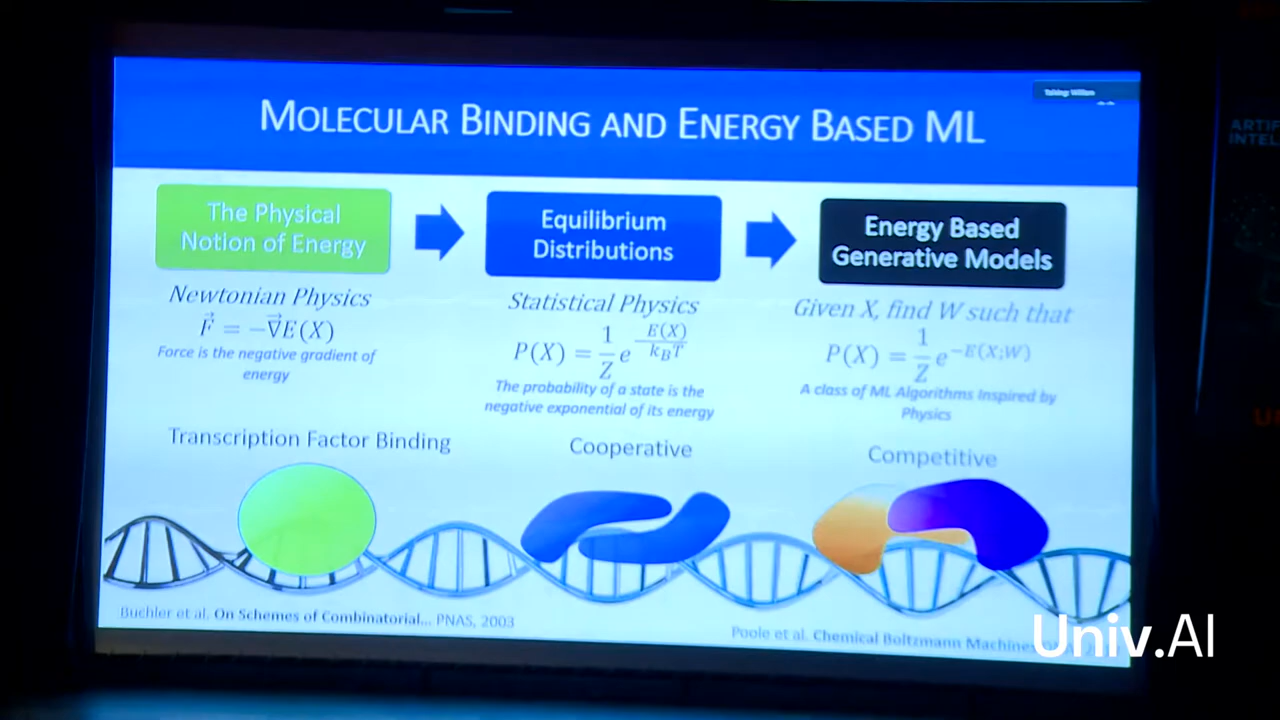 Talking: William
MOLECULAR BINDING AND ENERGY BASED ML
The Physical
Notion of Energy
Equilibrium
Distributions
Energy Based
Generative Models
Newtonian Physics
F⃗ = −∇⃗E(X)
Force is the negative gradient of
energy
Statistical Physics
P(X) = 1/Z e^−E(X)/k_BT
The probability of a state is the
negative exponential of its energy
Given X, find W such that
P(X) = 1/Z e^−E(X;W)
A class of ML Algorithms Inspired by
Physics
Transcription Factor Binding
Cooperative
Competitive
Buchler et al. On Schemes of Combinatorial... PNAS, 2003
Poole et al. Chemical Boltzmann Machines
Univ.AI